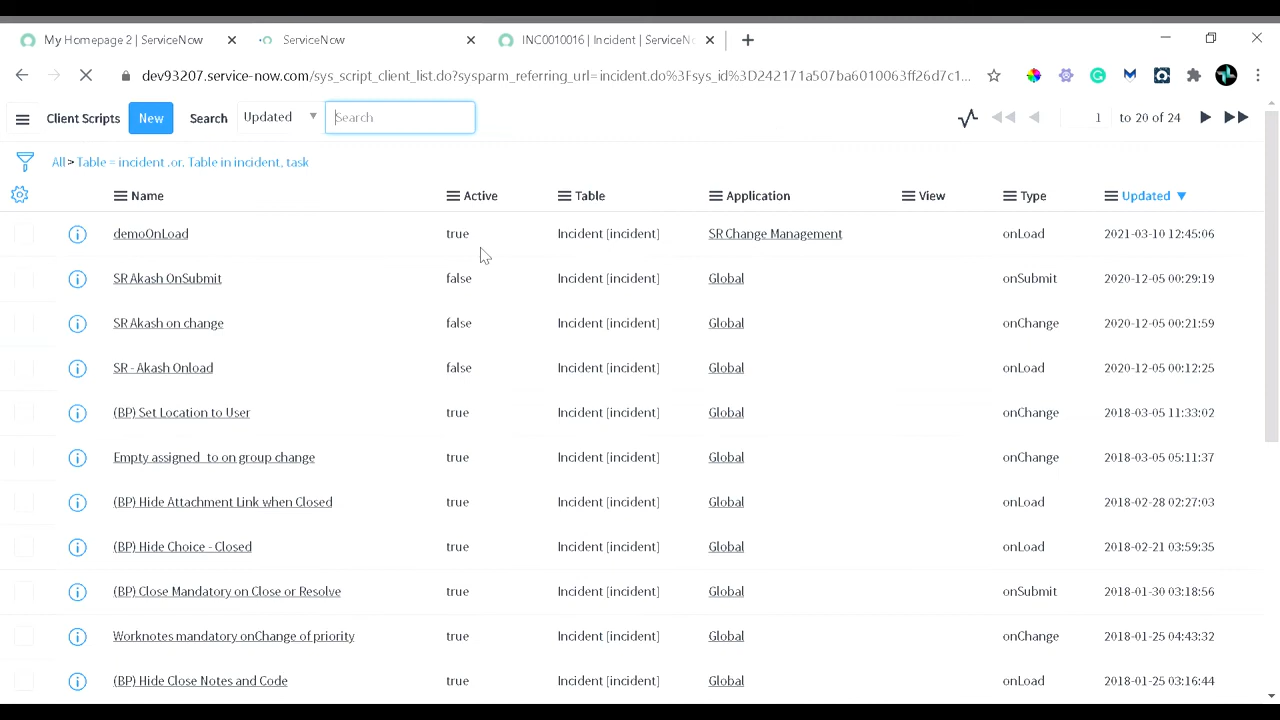 My Homepage 2 | ServiceNow
ServiceNow
INC0010016 | Incident | ServiceNo
dev93207.service-now.com/sys_script_client_list.do?sysparm_referring_url=incident.do%3Fsys_id%3D242171a507ba6010063ff26d7c1...
Client Scripts New Search Updated Search 1 to 20 of 24
All > Table = incident .or. Table in incident, task
Name Active Table Application View Type Updated
demoOnLoad true Incident [incident] SR Change Management onLoad 2021-03-10 12:45:06
SR Akash OnSubmit false Incident [incident] Global onSubmit 2020-12-05 00:29:19
SR Akash on change false Incident [incident] Global onChange 2020-12-05 00:21:59
SR - Akash Onload false Incident [incident] Global onLoad 2020-12-05 00:12:25
(BP) Set Location to User true Incident [incident] Global onChange 2018-03-05 11:33:02
Empty assigned_to on group change true Incident [incident] Global onChange 2018-03-05 05:11:37
(BP) Hide Attachment Link when Closed true Incident [incident] Global onLoad 2018-02-28 02:27:03
(BP) Hide Choice - Closed true Incident [incident] Global onLoad 2018-02-21 03:59:35
(BP) Close Mandatory on Close or Resolve true Incident [incident] Global onSubmit 2018-01-30 03:18:56
Worknotes mandatory onChange of priority true Incident [incident] Global onChange 2018-01-25 04:43:32
(BP) Hide Close Notes and Code true Incident [incident] Global onLoad 2018-01-25 03:16:44